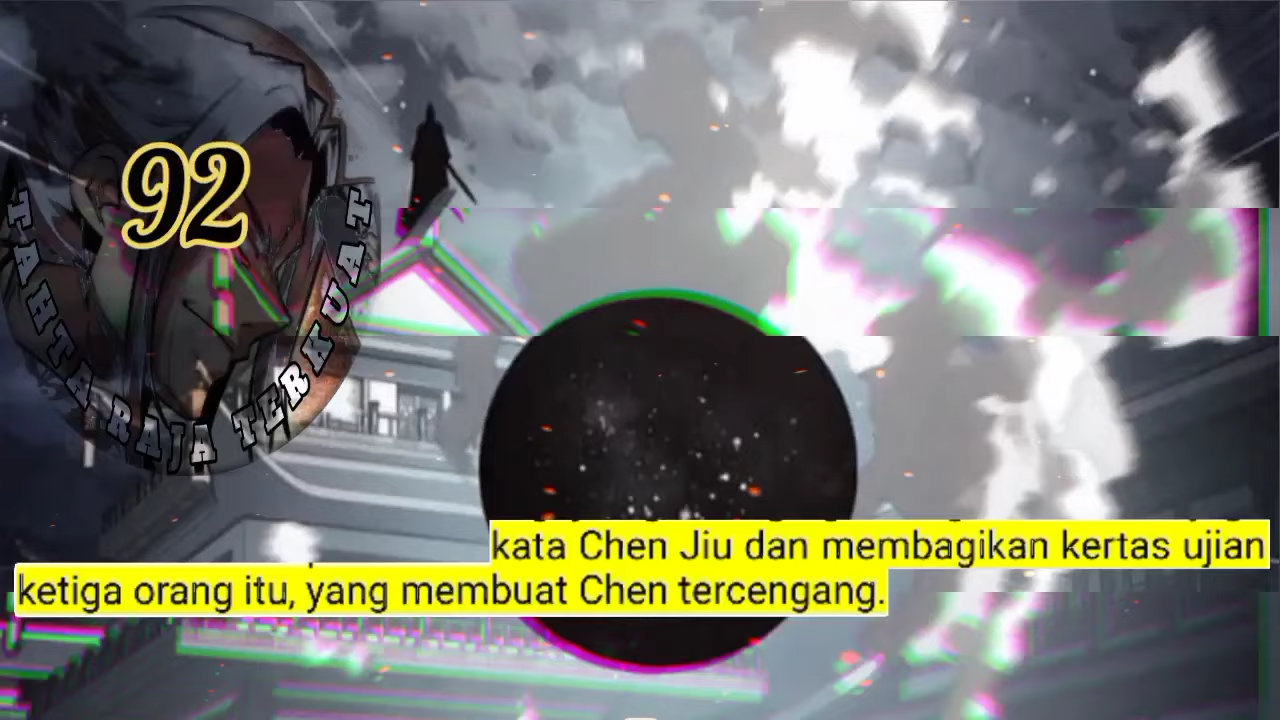 92
TAHTA RAJA TERKUAT
kata Chen Jiu dan membagikan kertas ujian
ketiga orang itu, yang membuat Chen tercengang.